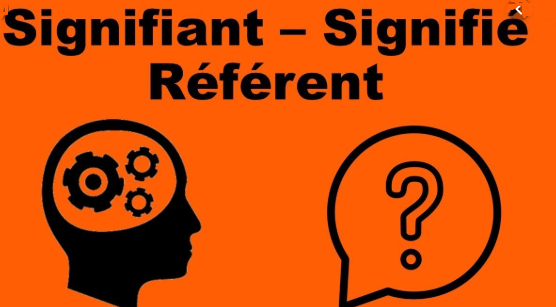 Signifiant – Signifié
Référent
?